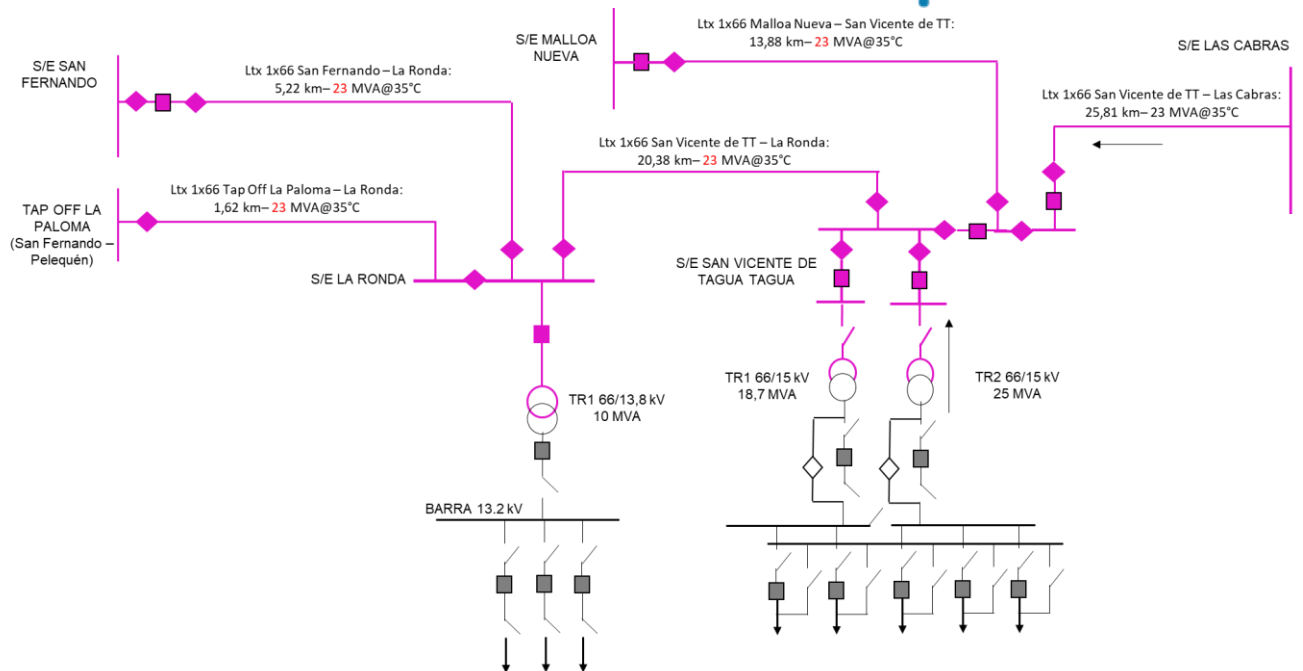 S/E SAN
FERNANDO
Ltx 1x66 San Fernando – La Ronda:
5,22 km– 23 MVA@35°C
S/E MALLOA
NUEVA
Ltx 1x66 Malloa Nueva – San Vicente de TT:
13,88 km– 23 MVA@35°C
S/E LAS CABRAS
Ltx 1x66 San Vicente de TT – Las Cabras:
25,81 km– 23 MVA@35°C
Ltx 1x66 San Vicente de TT – La Ronda:
20,38 km– 23 MVA@35°C
TAP OFF LA
PALOMA
(San Fernando –
Pelequén)
Ltx 1x66 Tap Off La Paloma – La Ronda:
1,62 km– 23 MVA@35°C
S/E LA RONDA
S/E SAN VICENTE DE
TAGUA TAGUA
TR1 66/13,8 kV
10 MVA
TR1 66/15 kV
18,7 MVA
TR2 66/15 kV
25 MVA
BARRA 13.2 kV